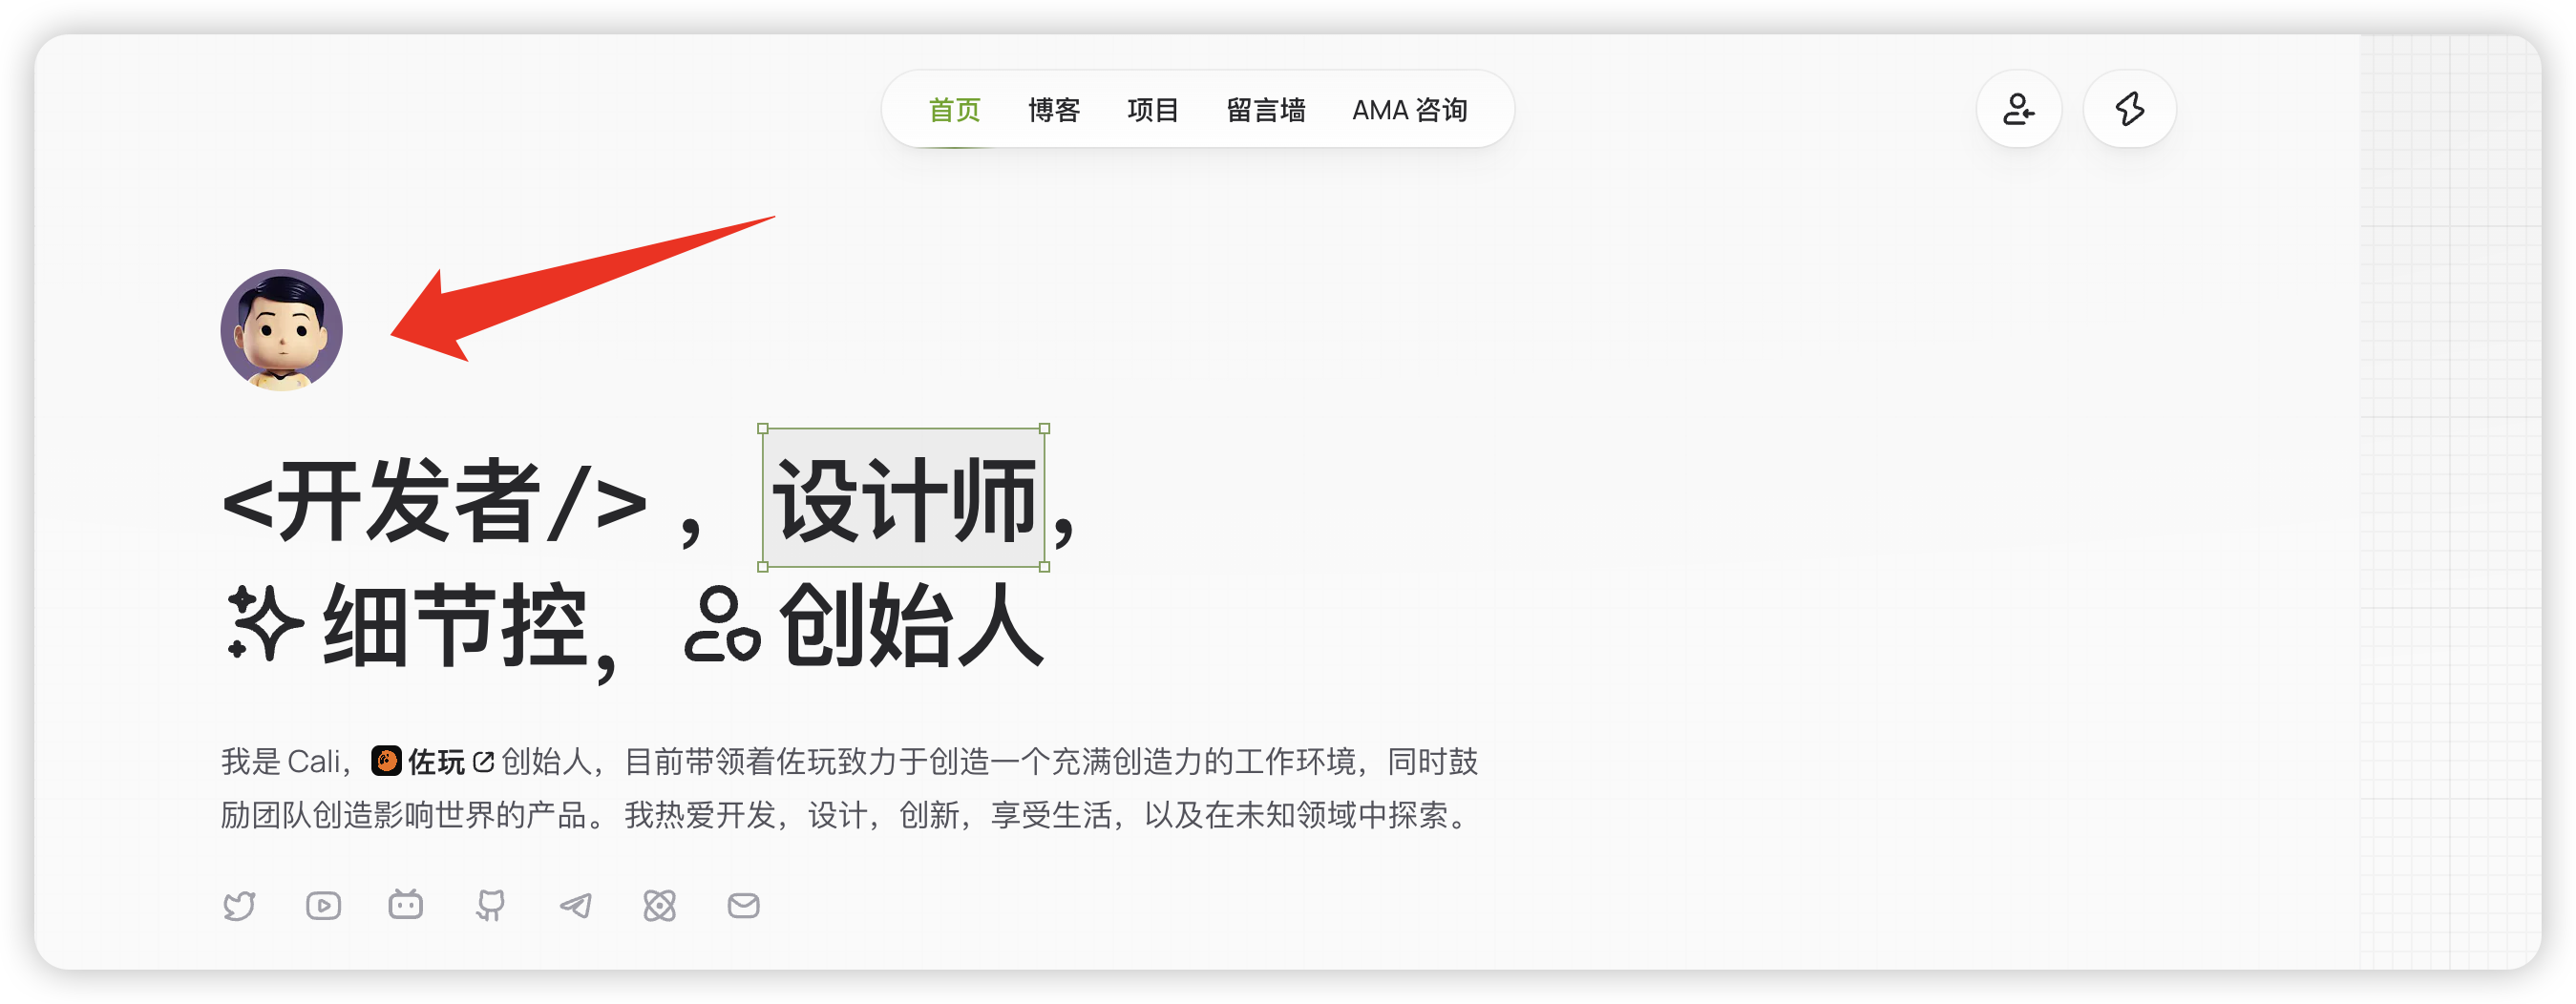 首页 博客 项目 留言墙 AMA 咨询
<开发者/> ， 设计师，
细节控， 创始人
我是 Cali， 佐玩 创始人，目前带领着佐玩致力于创造一个充满创造力的工作环境，同时鼓
励团队创造影响世界的产品。 我热爱开发，设计，创新，享受生活，以及在未知领域中探索。